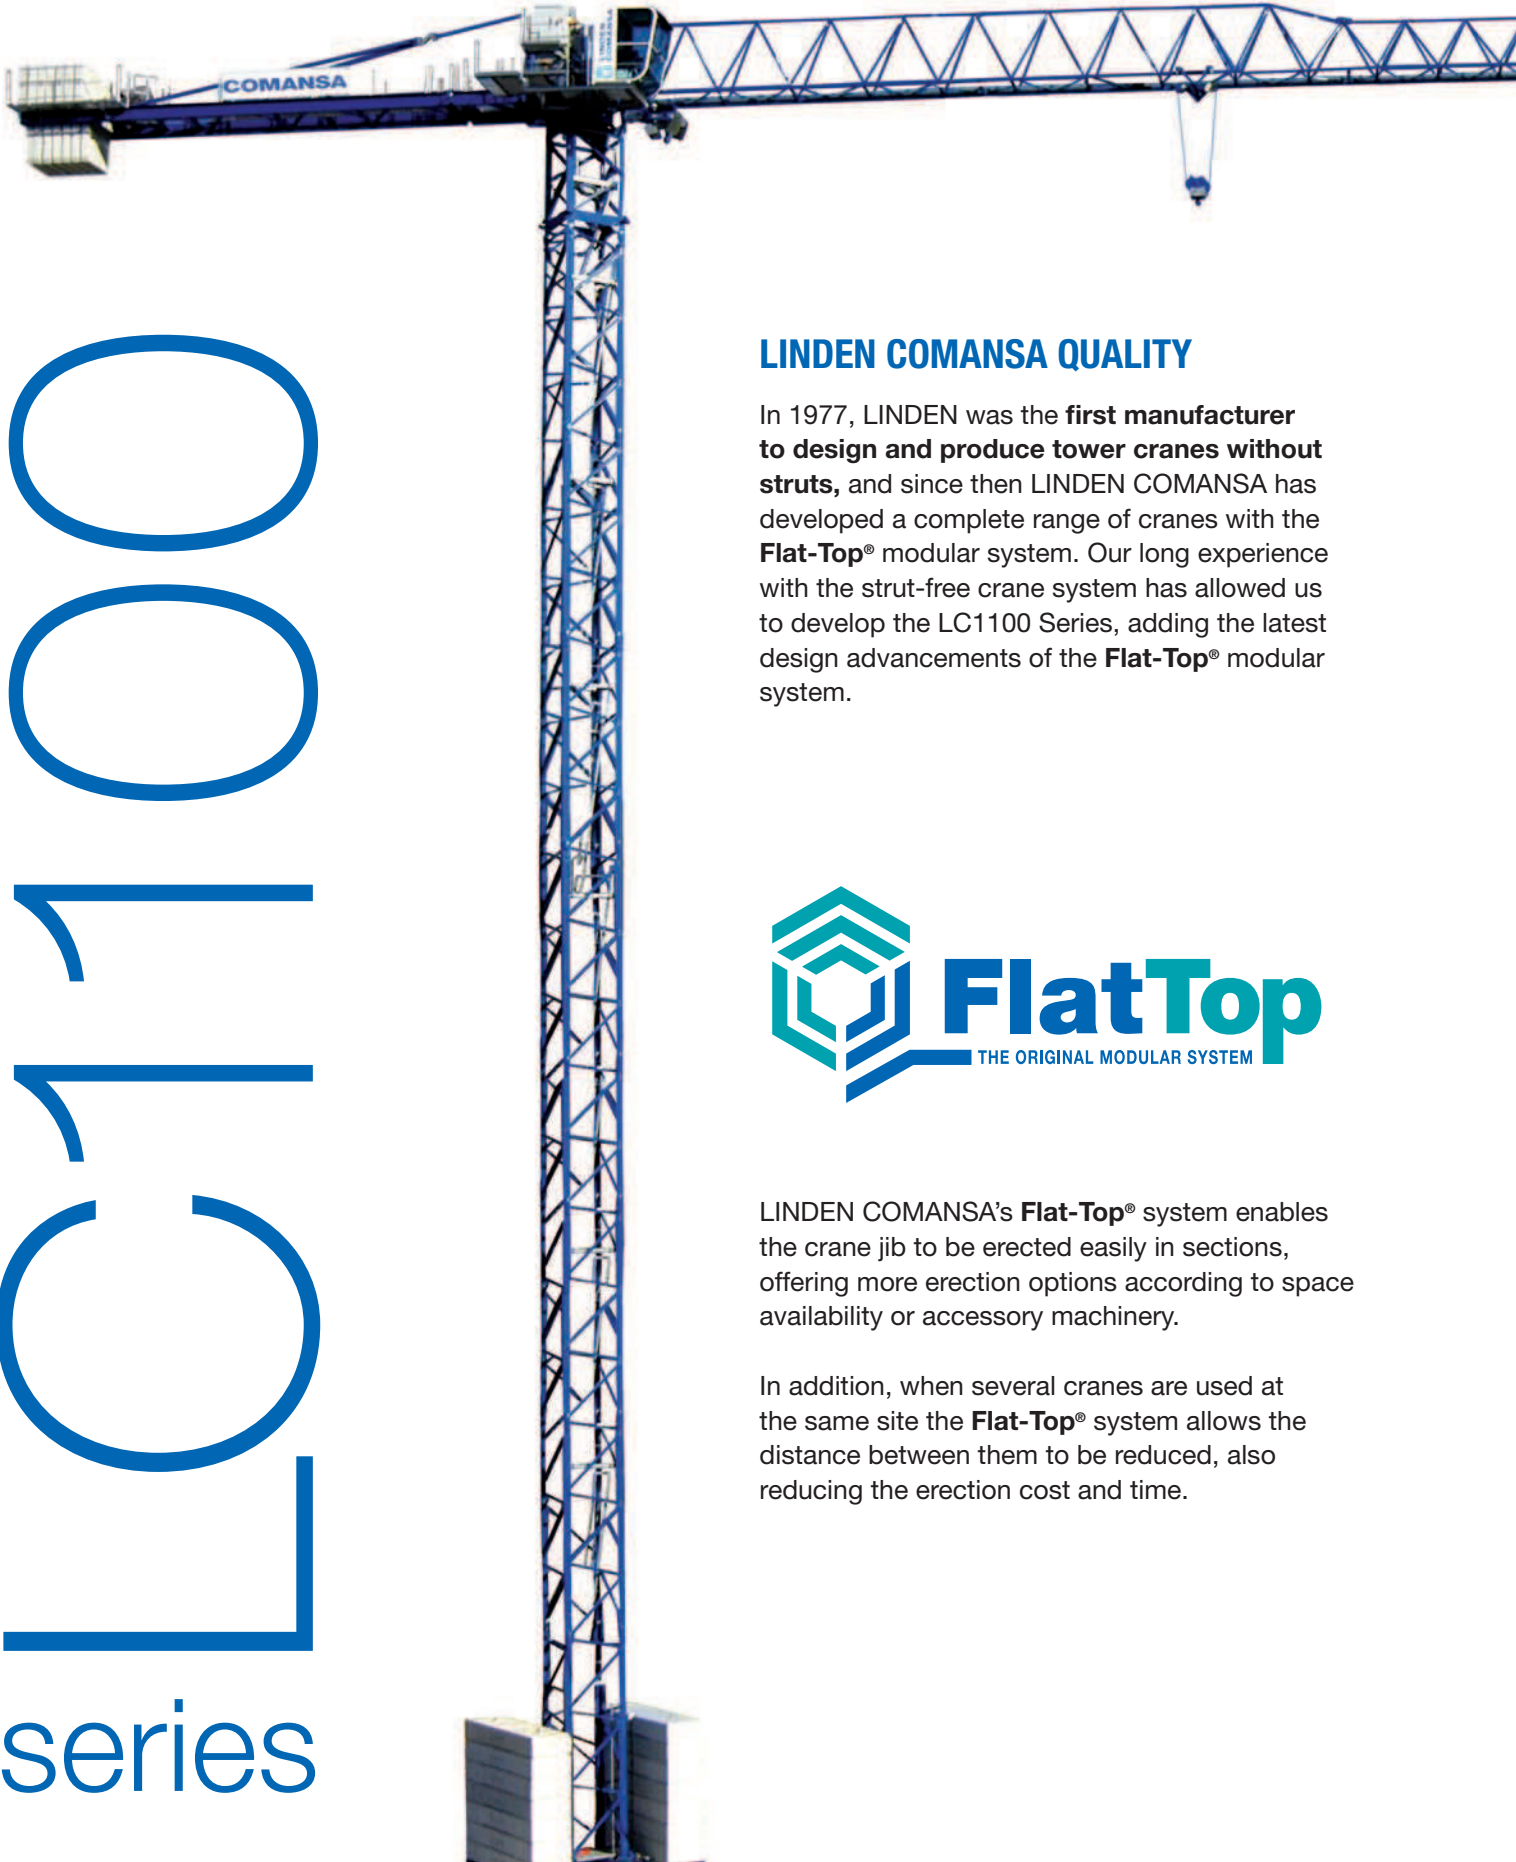 COMANSA
LC1100
series
LINDEN COMANSA QUALITY
In 1977, LINDEN was the first manufacturer
to design and produce tower cranes without
struts, and since then LINDEN COMANSA has
developed a complete range of cranes with the
Flat-Top® modular system. Our long experience
with the strut-free crane system has allowed us
to develop the LC1100 Series, adding the latest
design advancements of the Flat-Top® modular
system.
FlatTop
THE ORIGINAL MODULAR SYSTEM
LINDEN COMANSA’s Flat-Top® system enables
the crane jib to be erected easily in sections,
offering more erection options according to space
availability or accessory machinery.
In addition, when several cranes are used at
the same site the Flat-Top® system allows the
distance between them to be reduced, also
reducing the erection cost and time.